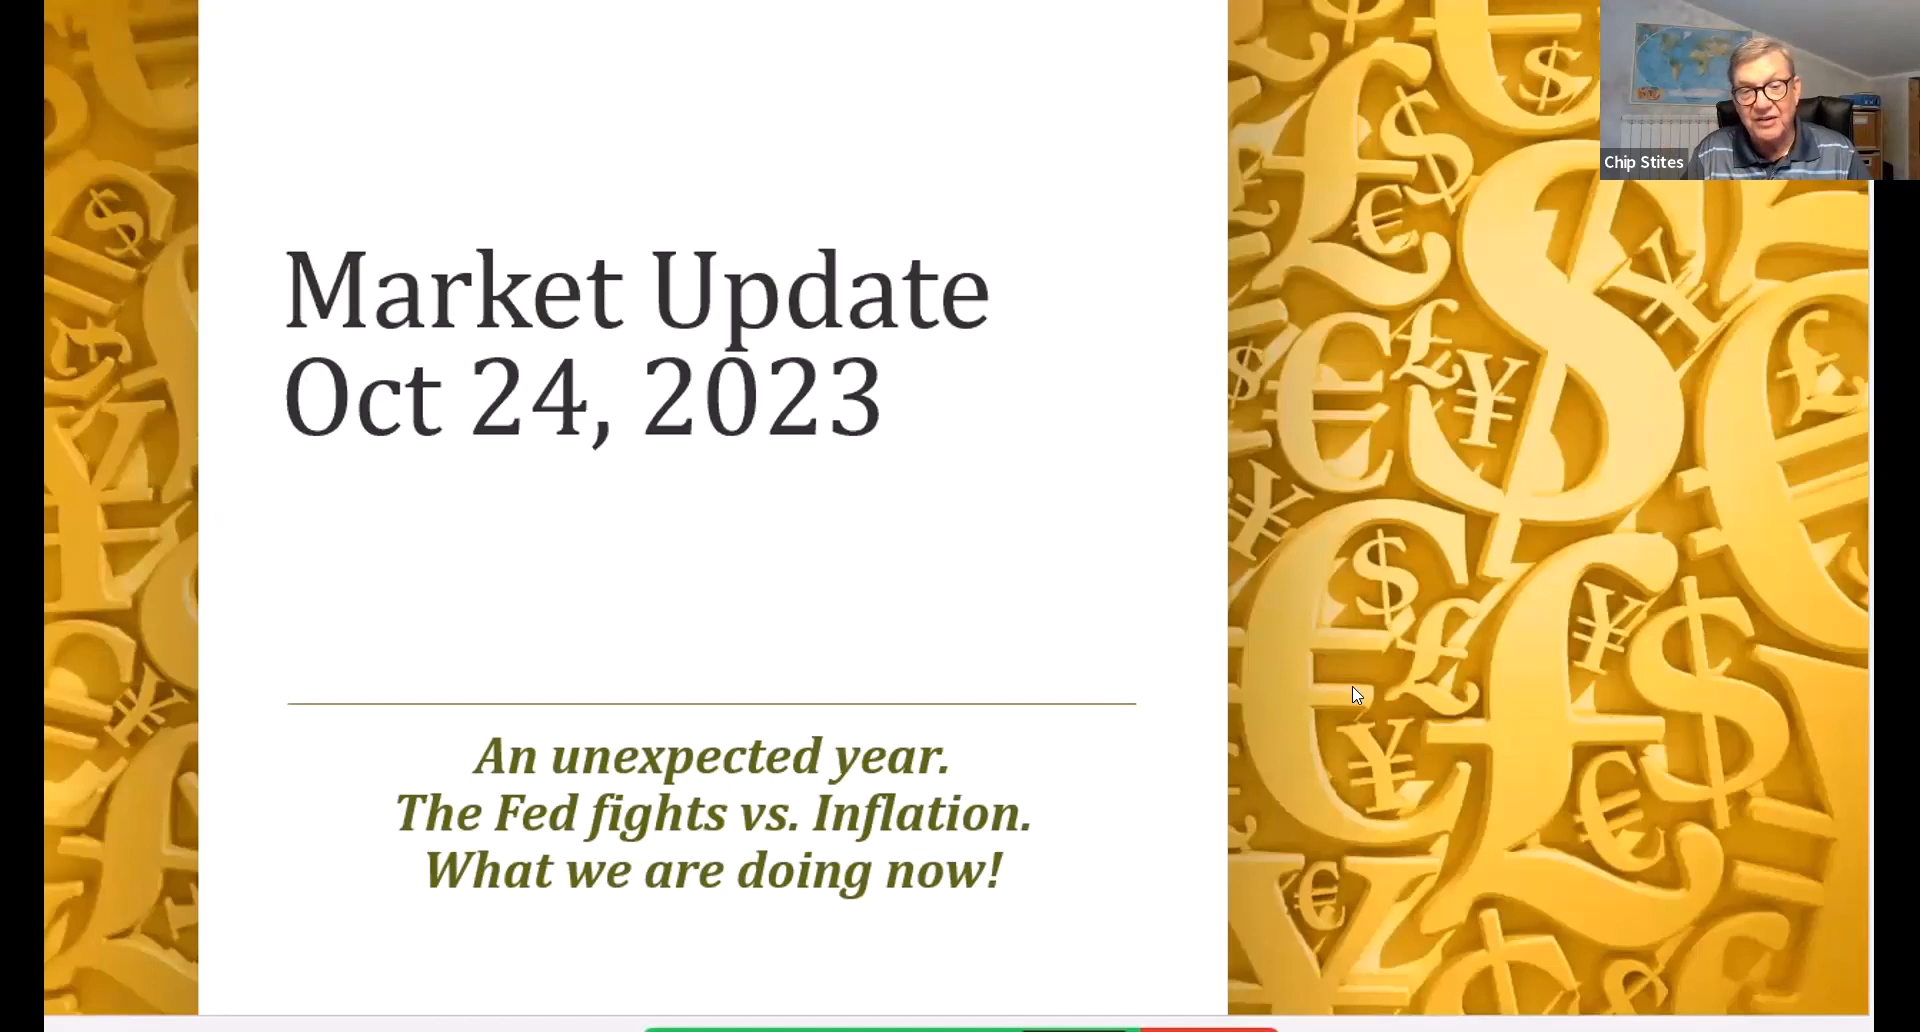 Market Update
Oct 24, 2023
An unexpected year.
The Fed fights vs. Inflation.
What we are doing now!
Chip Stites